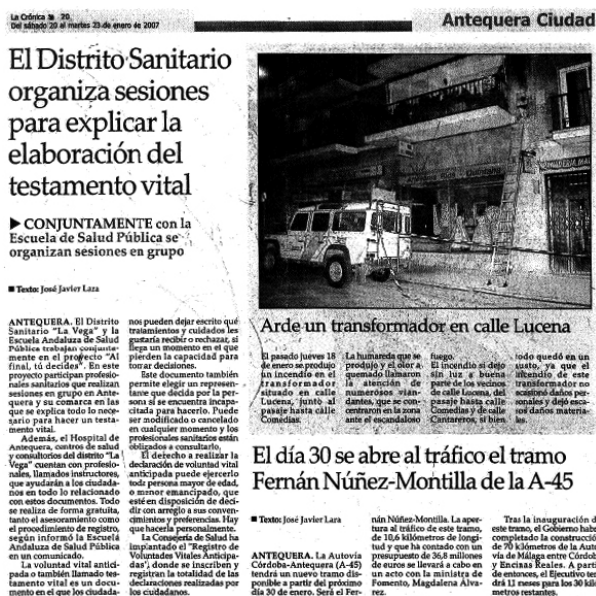 La Crónica 20
Del sábado 20 al martes 23 de enero de 2007
Antequera Ciudad
El Distrito Sanitario
organiza sesiones
para explicar la
elaboración del
testamento vital
▶ CONJUNTAMENTE con la
Escuela de Salud Pública se
organizan sesiones en grupo
■ Texto: José Javier Laza
ANTEQUERA. El Distrito
Sanitario "La Vega" y la
Escuela Andaluza de Salud
Pública trabajan conjunta-
mente en el proyecto "Al
final, tú decides". En este
proyecto participan profesio-
nales sanitarios que realizan
sesiones en grupo en Ante-
quera y su comarca en las
que se explica todo lo nece-
sario para hacer un testa-
mento vital.
Además, el Hospital de
Antequera, centros de salud
y consultorios del distrito "La
Vega" cuentan con profesio-
nales, llamados instructores,
que ayudarán a los ciudada-
nos en todo lo relacionado
con estos documentos. Todo
se realiza de forma gratuita,
tanto el asesoramiento como
el procedimiento de registro,
según informó la Escuela
Andaluza de Salud Pública
en un comunicado.
La voluntad vital antici-
pada o también llamado tes-
tamento vital es un docu-
mento en el que los ciudada-
nos pueden dejar escrito qué
tratamientos y cuidados les
gustaría recibir o rechazar, si
llega un momento en el que
pierden la capacidad para
tomar decisiones.
Este documento también
permite elegir un represen-
tante que decida por la perso-
na si se encuentra incapa-
citada para hacerlo. Puede
ser modificado o cancelado
en cualquier momento y los
profesionales sanitarios están
obligados a consultarlo.
El derecho a realizar la
declaración de voluntad vital
anticipada puede ejercerlo
toda persona mayor de edad,
o menor emancipado, que
esté en disposición de deci-
dir con arreglo a sus conven-
cimientos y preferencias. Hay
que hacerla personalmente.
La Consejería de Salud ha
implantado el "Registro de
Voluntades Vitales Anticipa-
das", donde se inscriben y
registran la totalidad de las
declaraciones realizadas por
los ciudadanos.
Arde un transformador en calle Lucena
El pasado jueves 18
de enero se produjo
un incendio en el
transformador
situado en calle
Lucena, junto al
pasaje hasta calle
Comedias.
La humareda que se
produjo y el olor a
quemado llamaron
la atención de
numerosos vian-
dantes, que se con-
centraron en la zona
ante el escandaloso
fuego.
El incendio sí dejó
sin luz a buena
parte de los vecinos
de calle Lucena, del
pasaje hasta calle
Comedias y de calle
Cantareros, si bien
todo quedó en un
susto, ya que el
incendio de este
transformador no
ocasionó daños per-
sonales y dejó esca-
sos daños materia-
les.
El día 30 se abre al tráfico el tramo
Fernán Núñez-Montilla de la A-45
■ Texto: José Javier Lara
ANTEQUERA. La Autovía
Córdoba-Antequera (A-45)
tendrá un nuevo tramo dispo-
nible a partir del próximo
día 30 de enero. Será el Fer-
nán Núñez-Montilla. La aper-
tura al tráfico de este tramo,
de 10,6 kilómetros de longi-
tud y que ha contado con un
presupuesto de 36,8 millones
de euros se llevará a cabo en
un acto con la ministra de
Fomento, Magdalena Álva-
rez.
Tras la inauguración d
este tramo, el Gobierno habr
completado la construcción
de 70 kilómetros de la Auto
vía de Málaga entre Córdob
y Encinas Reales. A partir d
entonces, el Ejecutivo ten
drá 11 meses para los 30 kiló
metros restantes.